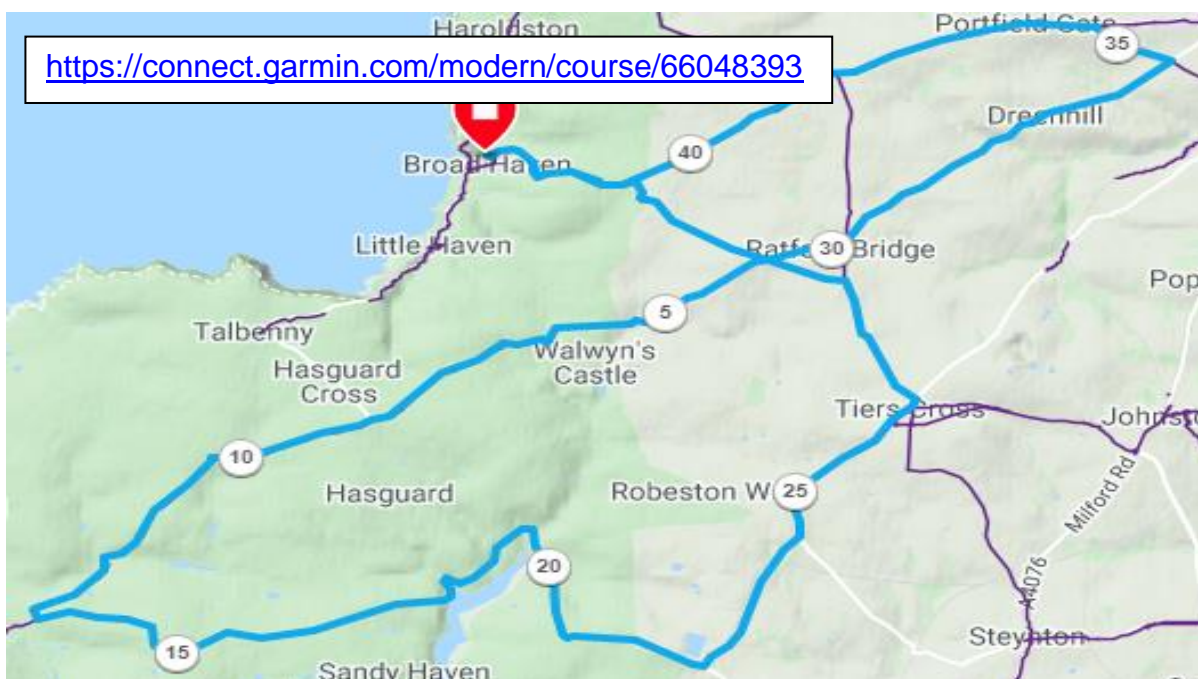 Haroldston
Portfield Gate
https://connect.garmin.com/modern/course/66048393
35
Dreenhill
40
Broad Haven
Little Haven
30
Bridge
5
Talbenny
Walwyn's
Castle
Hasguard
Cross
Tiers Cross
10
Hasguard
Robeston W
25
Milford Rd
20
A4076
15
Steynton
Sandy Haven